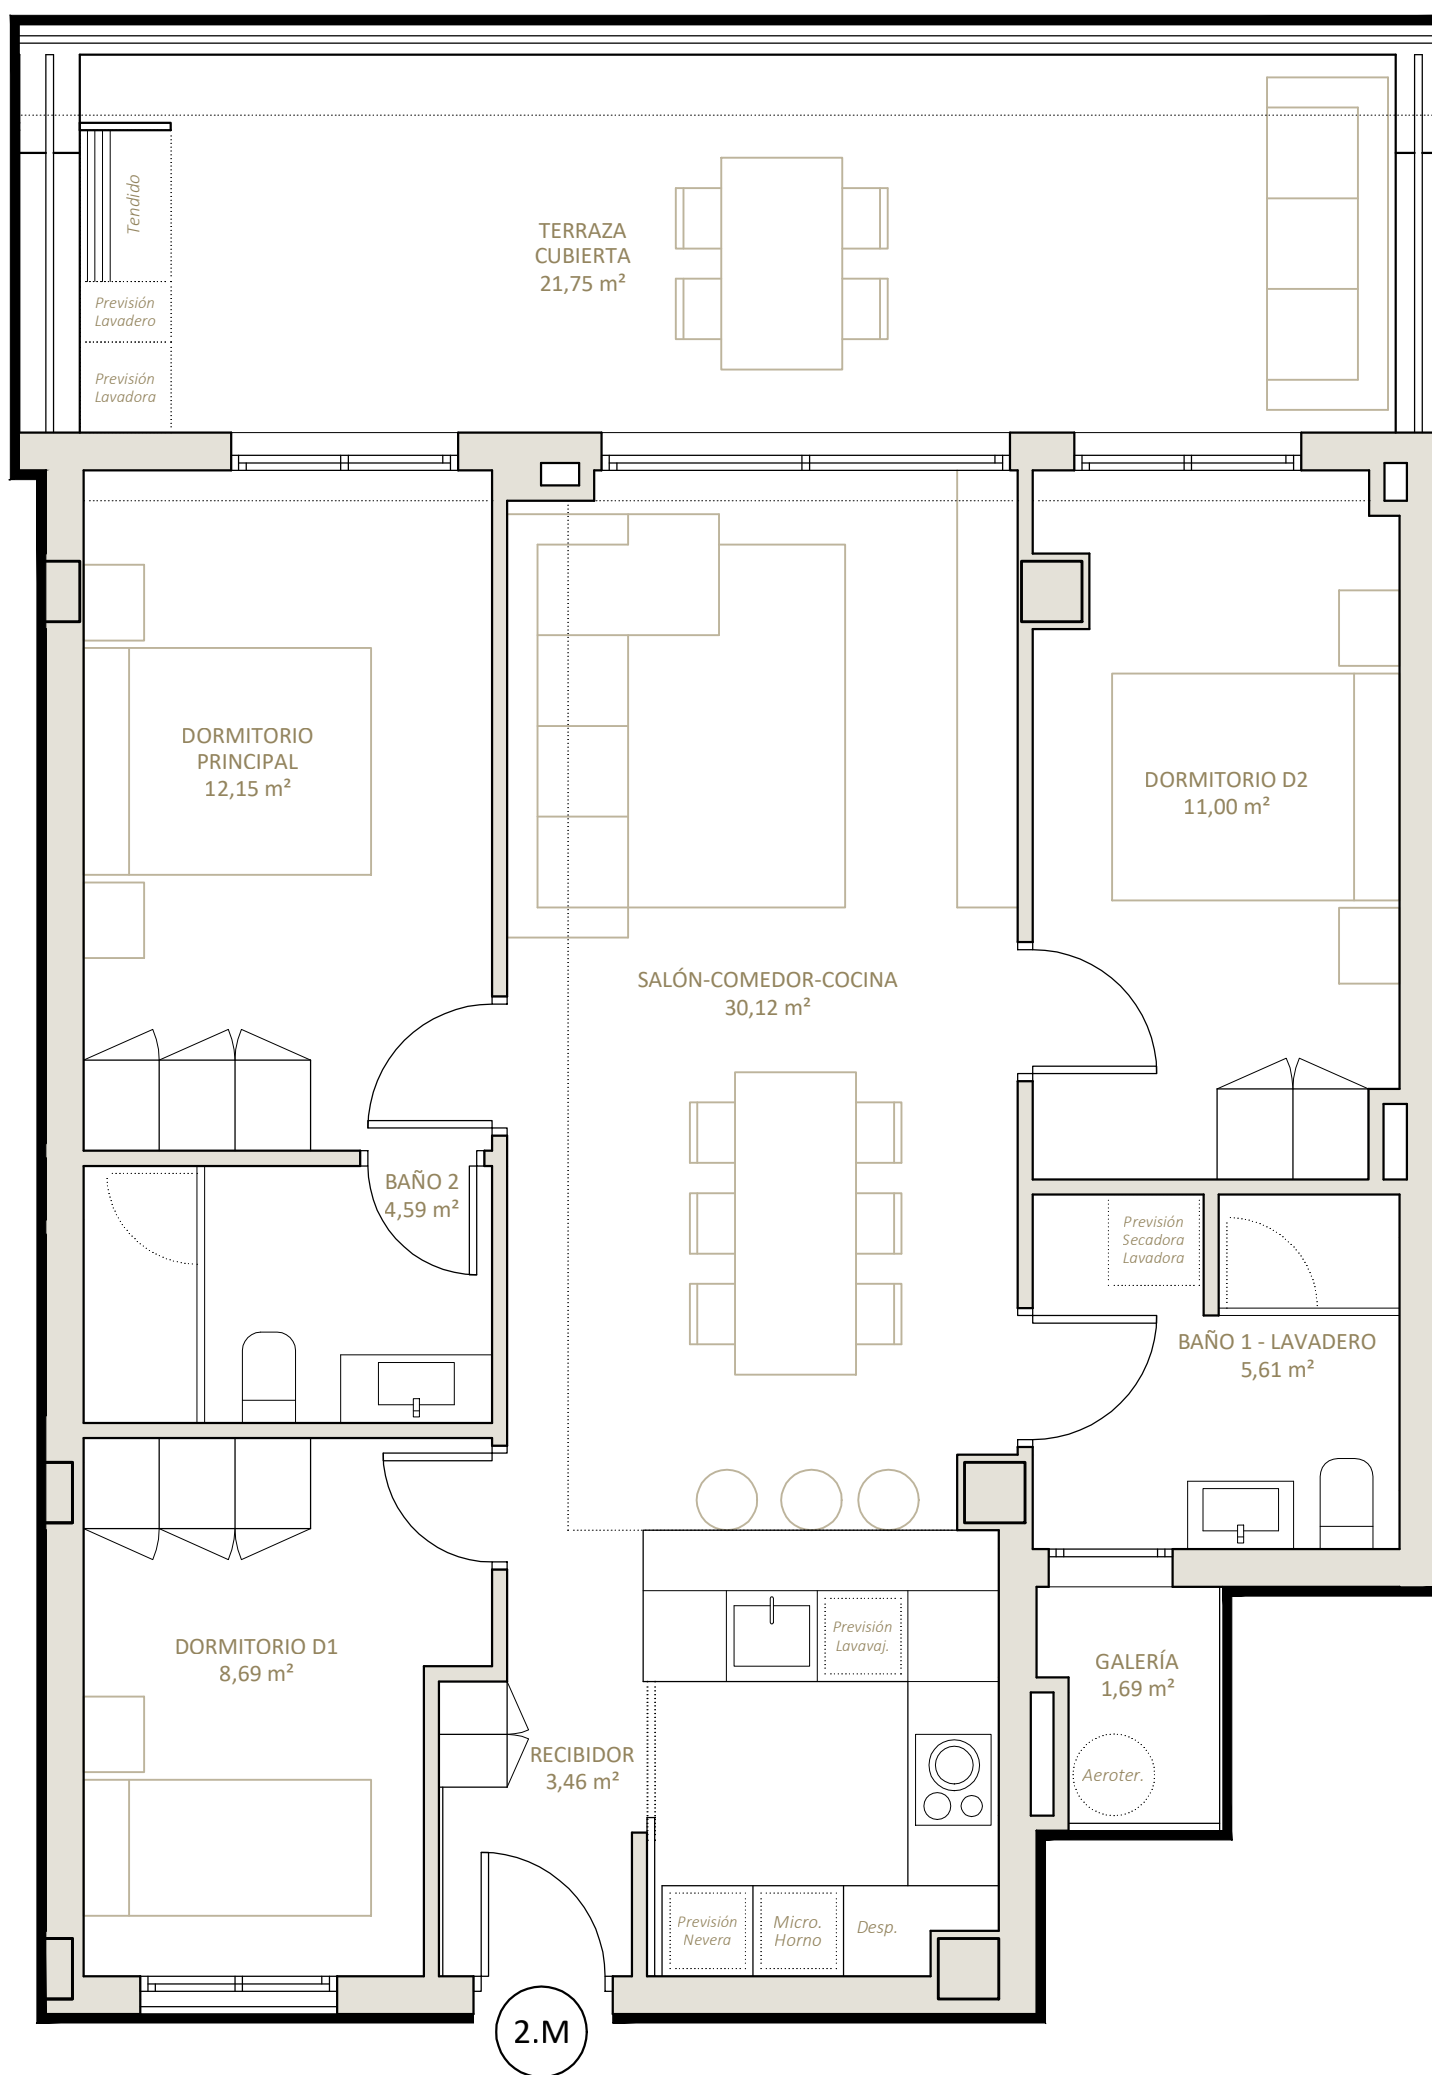 Tendido
TERRAZA
CUBIERTA
21,75 m²
Previsión
Lavadero
Previsión
Lavadora
DORMITORIO
PRINCIPAL
12,15 m²
DORMITORIO D2
11,00 m²
SALÓN-COMEDOR-COCINA
30,12 m²
BAÑO 2
4,59 m²
Previsión
Secadora
Lavadora
BAÑO 1 - LAVADERO
5,61 m²
DORMITORIO D1
8,69 m²
Previsión
Lavavaj.
GALERÍA
1,69 m²
RECIBIDOR
3,46 m²
Aeroter.
Previsión
Nevera
Micro.
Horno
Desp.
2.M